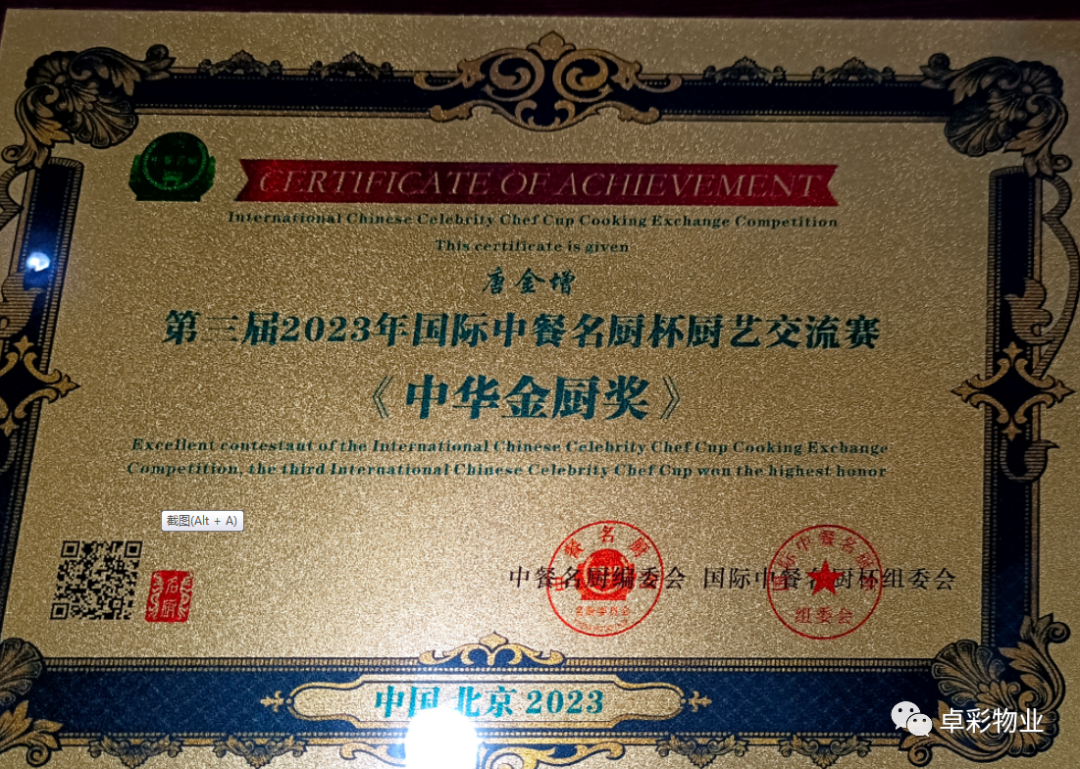 CERTIFICATE OF ACHIEVEMENT
International Chinese Celebrity Chef Cup Cooking Exchange Competition
This certificate is given
唐金增
第三届2023年国际中餐名厨杯厨艺交流赛
《中华金厨奖》
Excellent contestant of the International Chinese Celebrity Chef Cup Cooking Exchange
Competition, the third International Chinese Celebrity Chef Cup won the highest honor
截图(Alt + A)
名厨
中餐名厨编委会 国际中餐名厨杯组委会
组委会
中国 北京 2023
卓彩物业